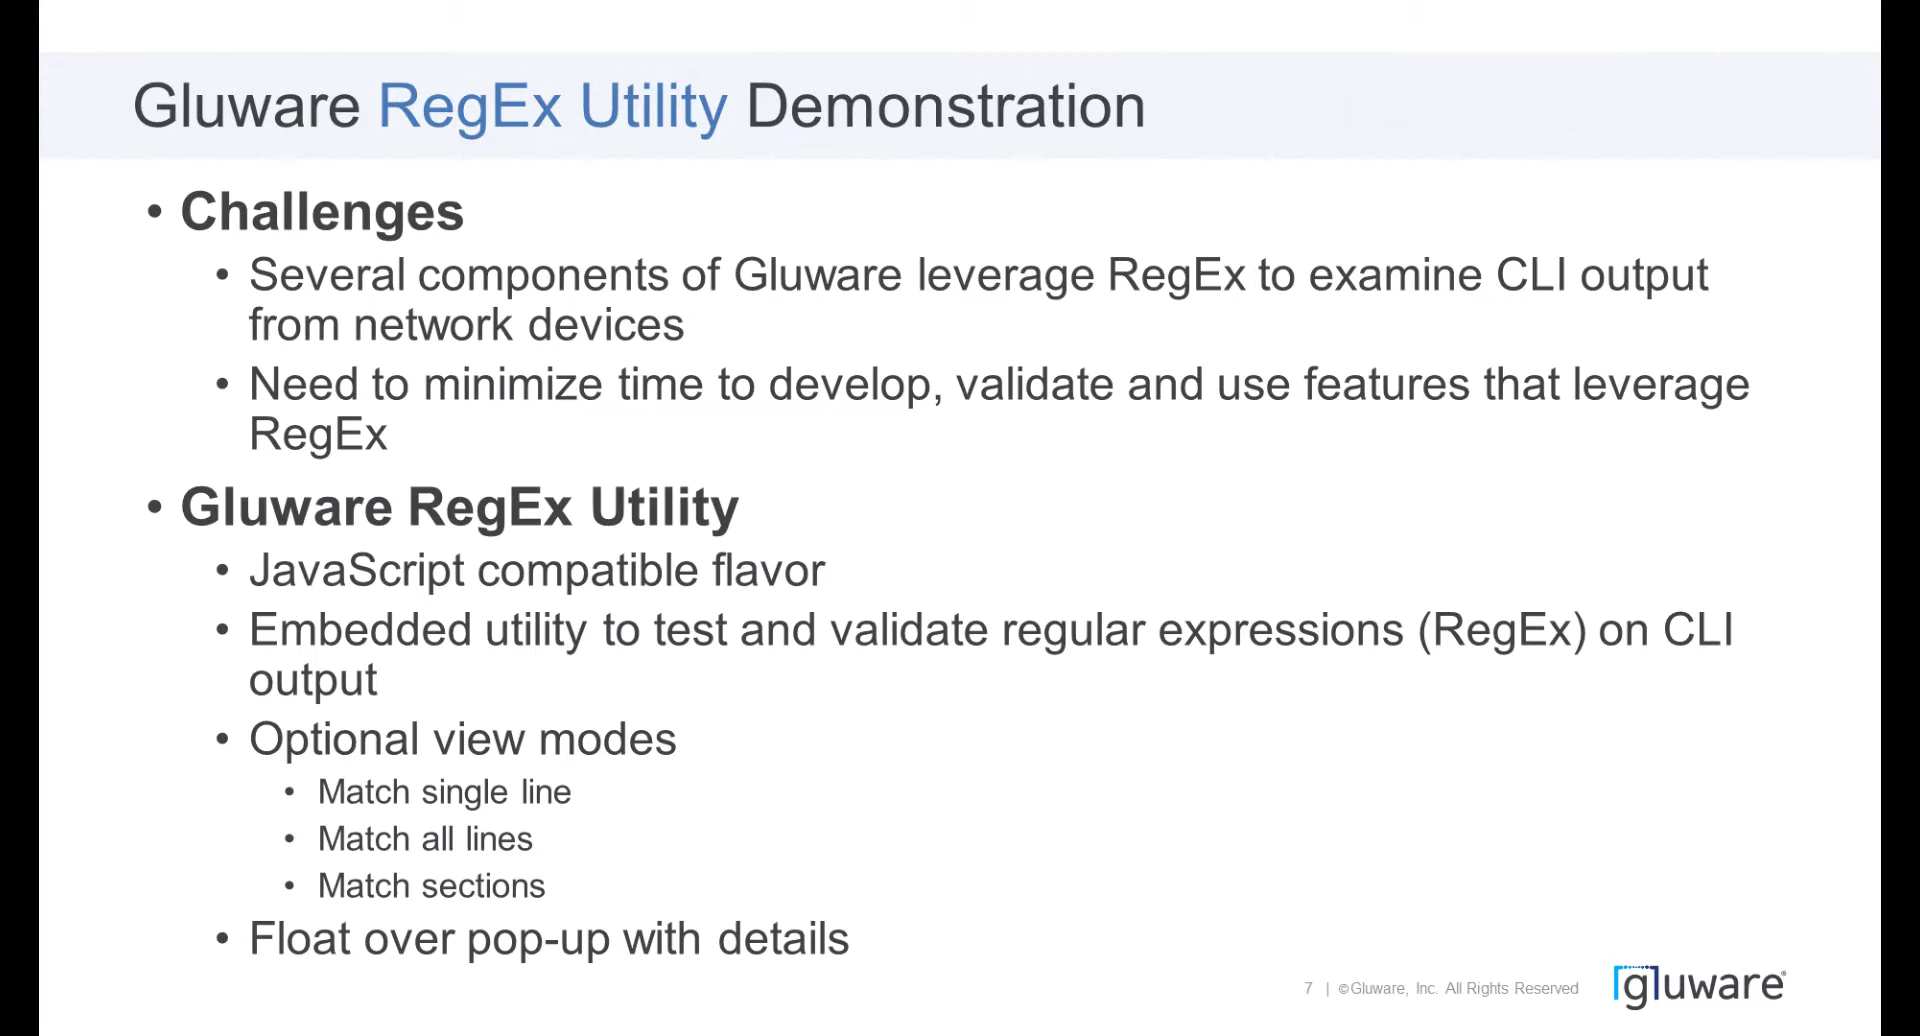 Gluware RegEx Utility Demonstration
• Challenges
• Several components of Gluware leverage RegEx to examine CLI output
from network devices
• Need to minimize time to develop, validate and use features that leverage
RegEx
• Gluware RegEx Utility
• JavaScript compatible flavor
• Embedded utility to test and validate regular expressions (RegEx) on CLI
output
• Optional view modes
• Match single line
• Match all lines
• Match sections
• Float over pop-up with details
7 | ©Gluware, Inc. All Rights Reserved
gluware®